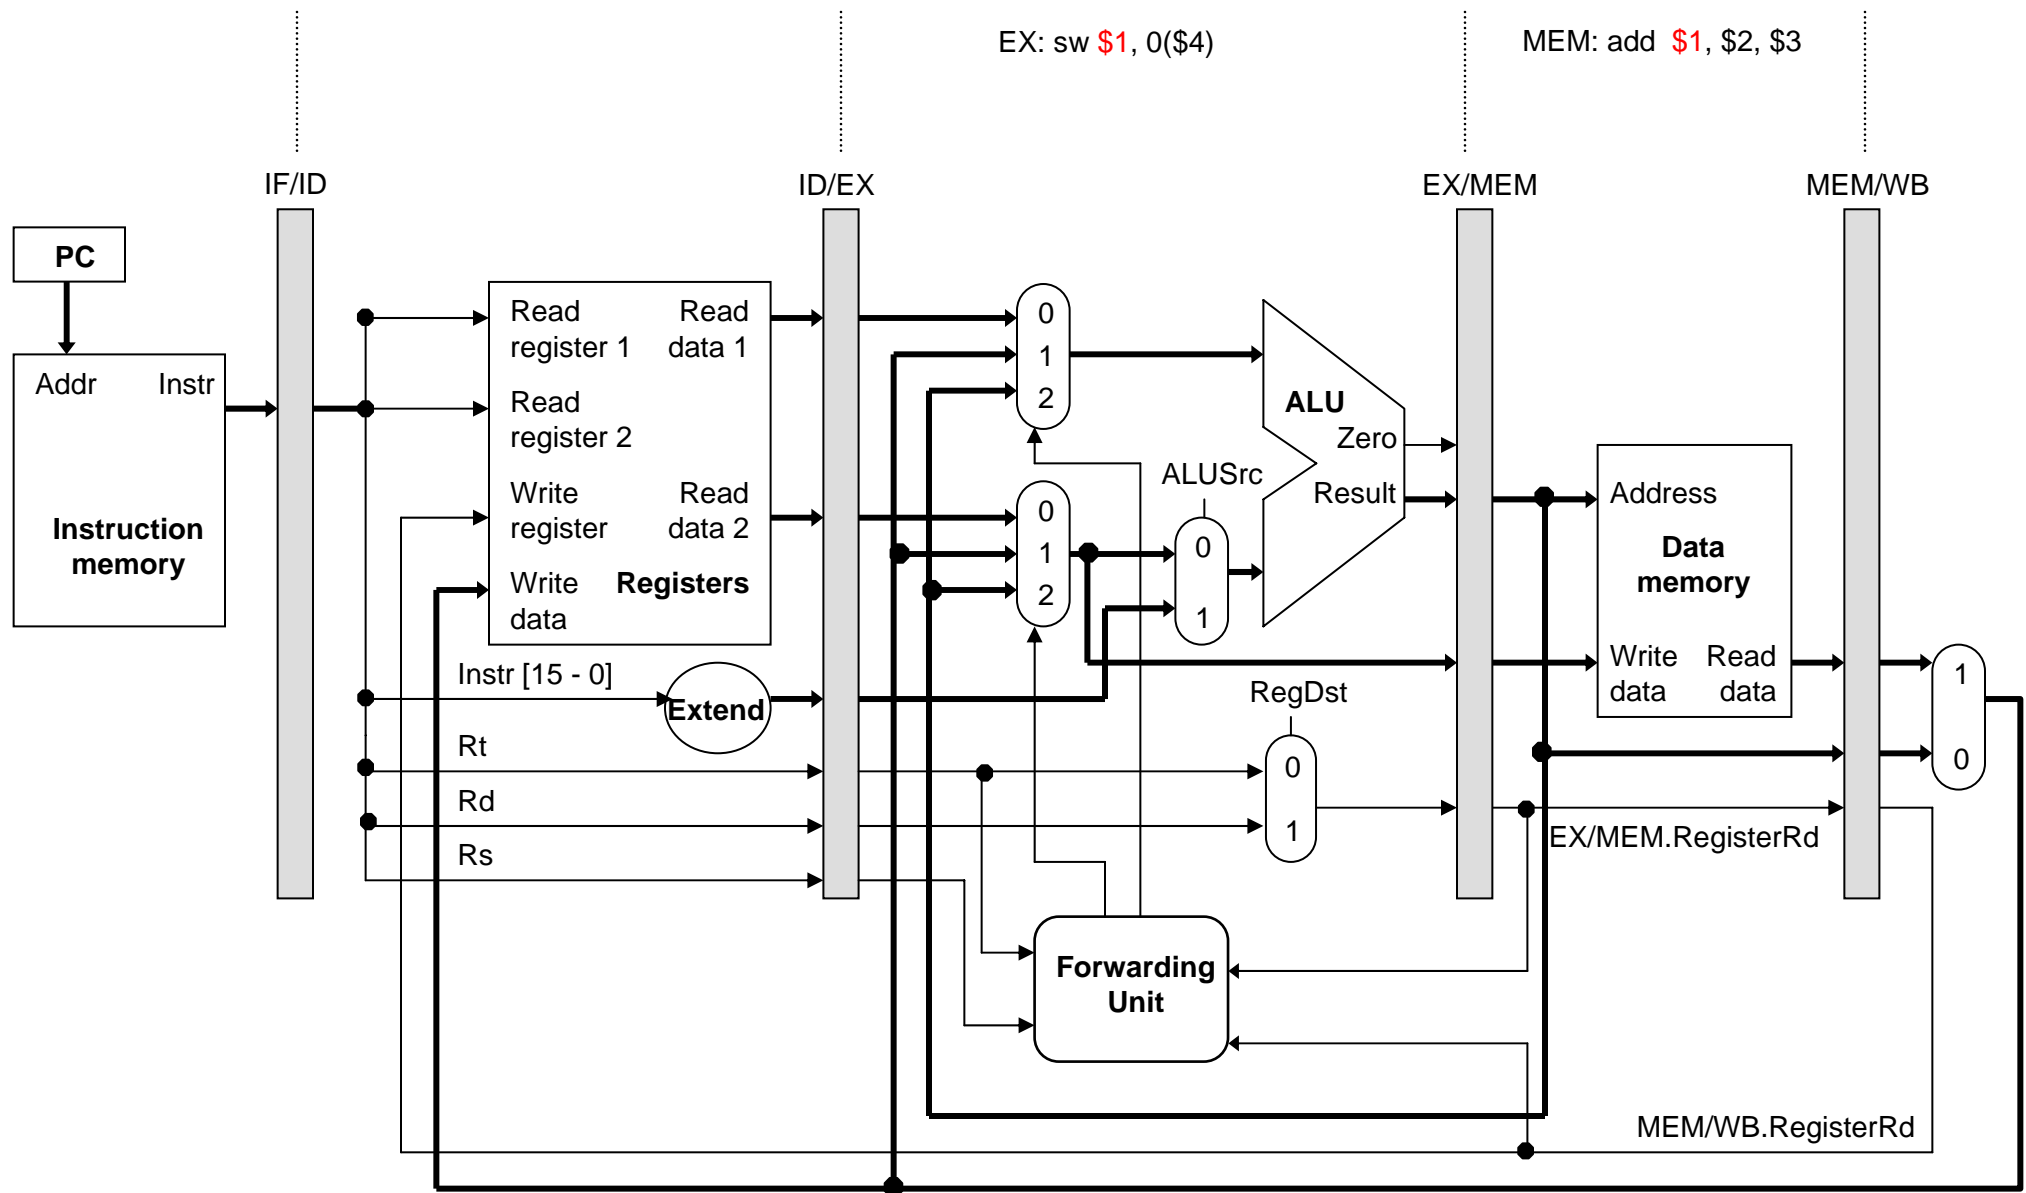 EX: sw $1, 0($4)
MEM: add $1, $2, $3
IF/ID
ID/EX
EX/MEM
MEM/WB
PC
Addr
Instr
Instruction
memory
Read
register 1
Read
data 1
Read
register 2
Write
register
Read
data 2
Write
data
Registers
Instr [15 - 0]
Extend
Rt
Rd
Rs
0
1
2
0
1
2
ALUSrc
0
1
ALU
Zero
Result
RegDst
0
1
Forwarding
Unit
Address
Data
memory
Write
data
Read
data
1
0
EX/MEM.RegisterRd
MEM/WB.RegisterRd